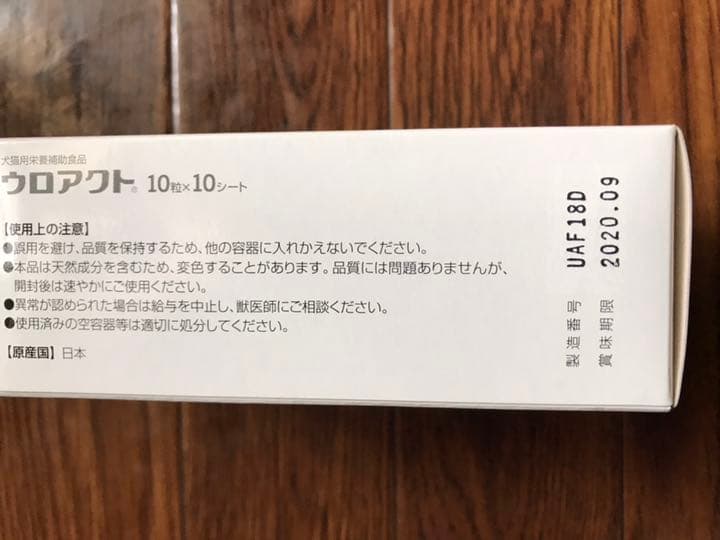 犬猫用栄養補助食品
ウロアクト® 10粒×10シート
【使用上の注意】
●誤用を避け、品質を保持するため、他の容器に入れかえないでください。
●本品は天然成分を含むため、変色することがあります。品質には問題ありませんが、
開封後は速やかにご使用ください。
●異常が認められた場合は給与を中止し、獣医師にご相談ください。
●使用済みの空容器等は適切に処分してください。
【原産国】日本
製造番号 UAF18D
賞味期限 2020.09